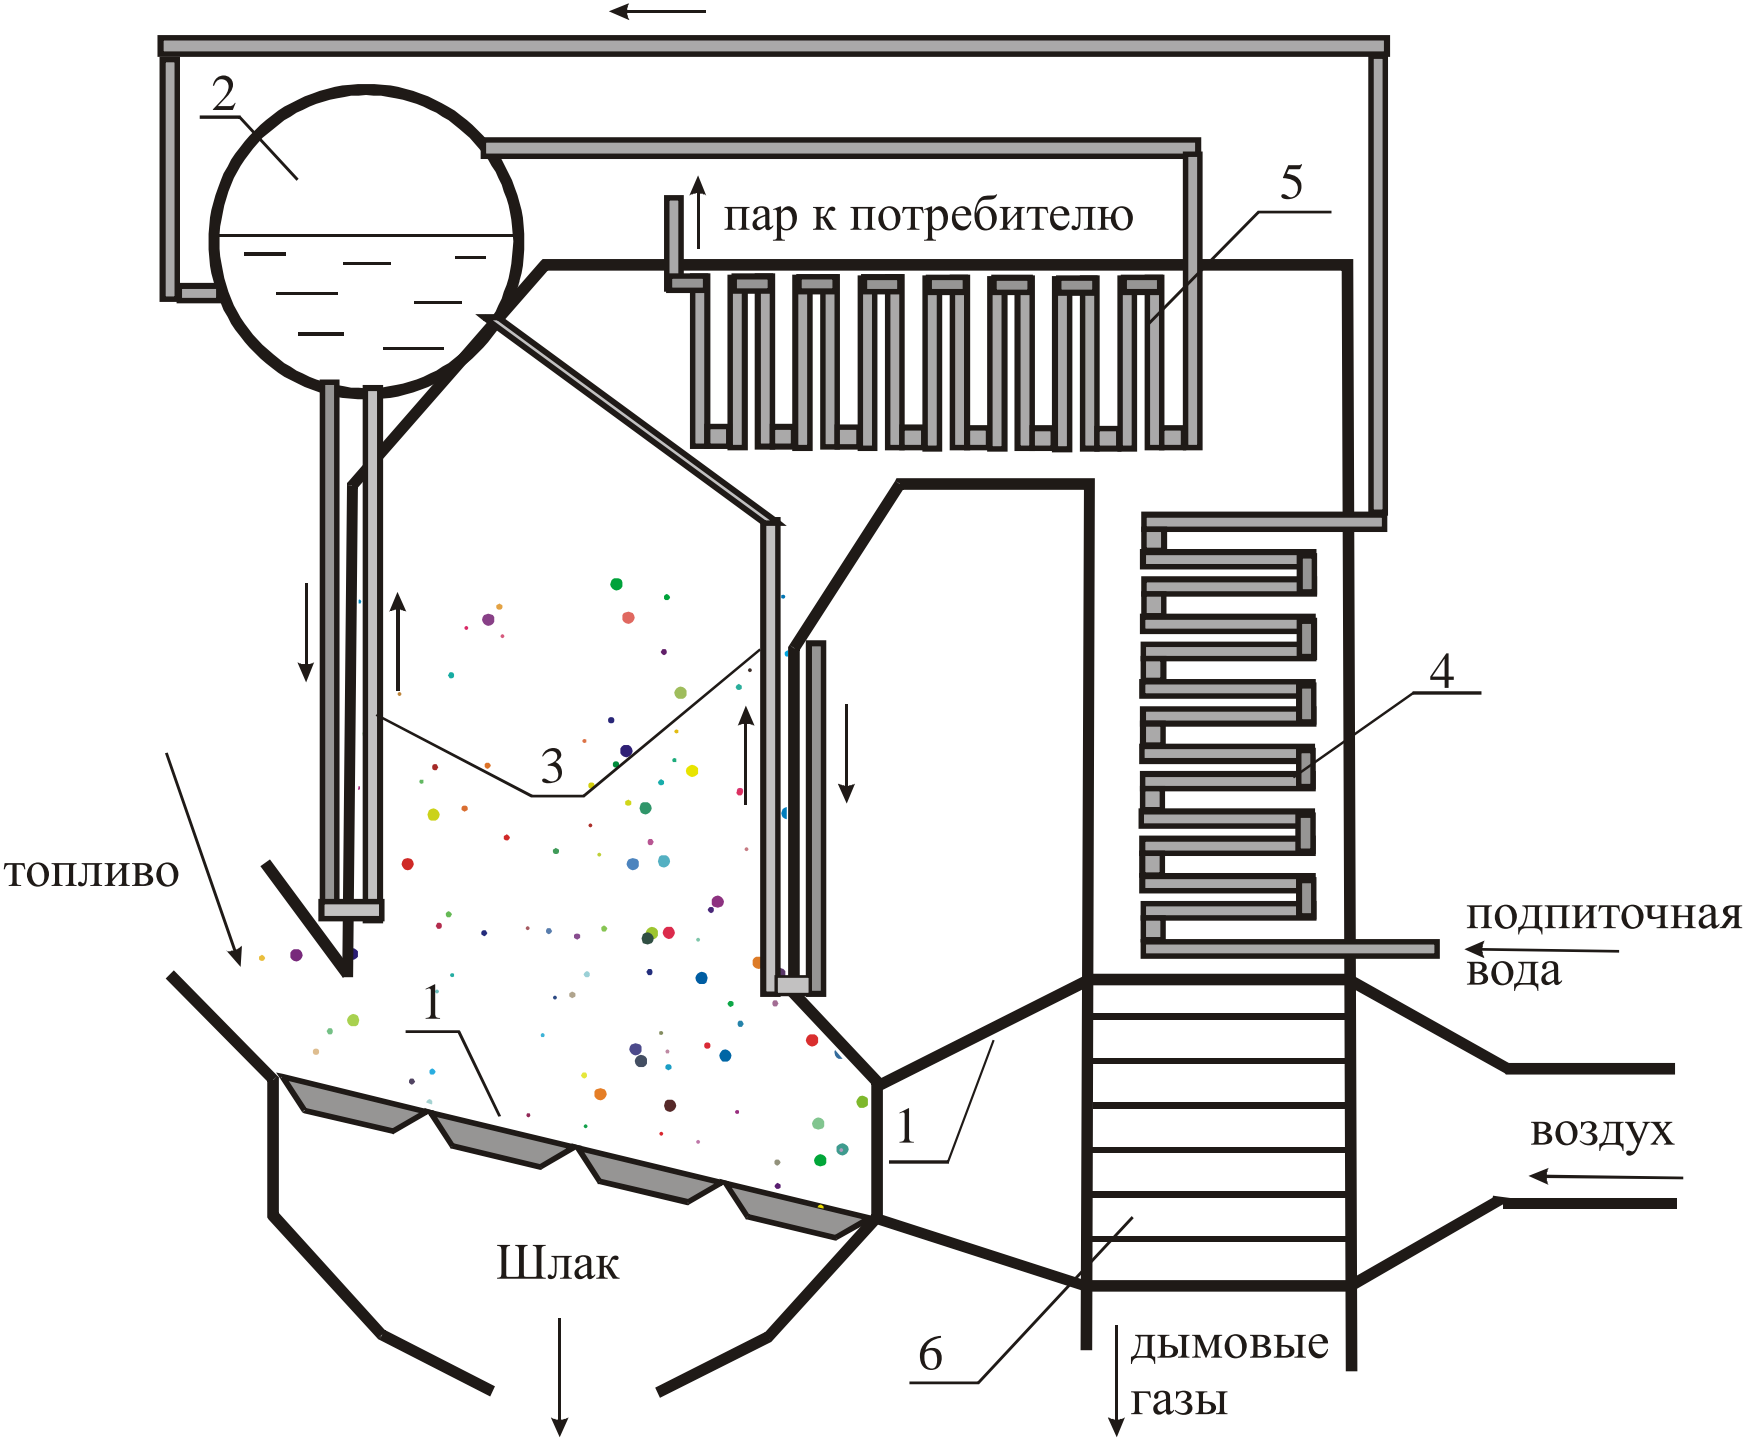 2
5
пар к потребителю
4
3
топливо
подпиточная
вода
1
1
воздух
Шлак
6
дымовые
газы